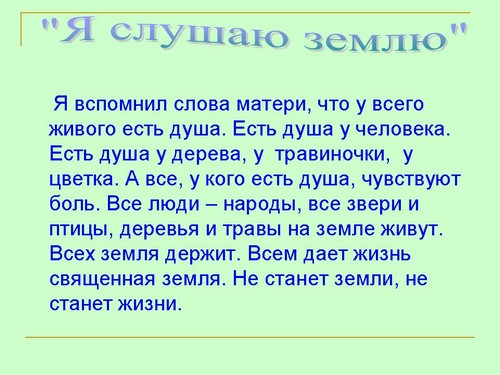 "Я слушаю землю"
Я вспомнил слова матери, что у всего
живого есть душа. Есть душа у человека.
Есть душа у дерева, у травиночки, у
цветка. А все, у кого есть душа, чувствуют
боль. Все люди – народы, все звери и
птицы, деревья и травы на земле живут.
Всех земля держит. Всем дает жизнь
священная земля. Не станет земли, не
станет жизни.